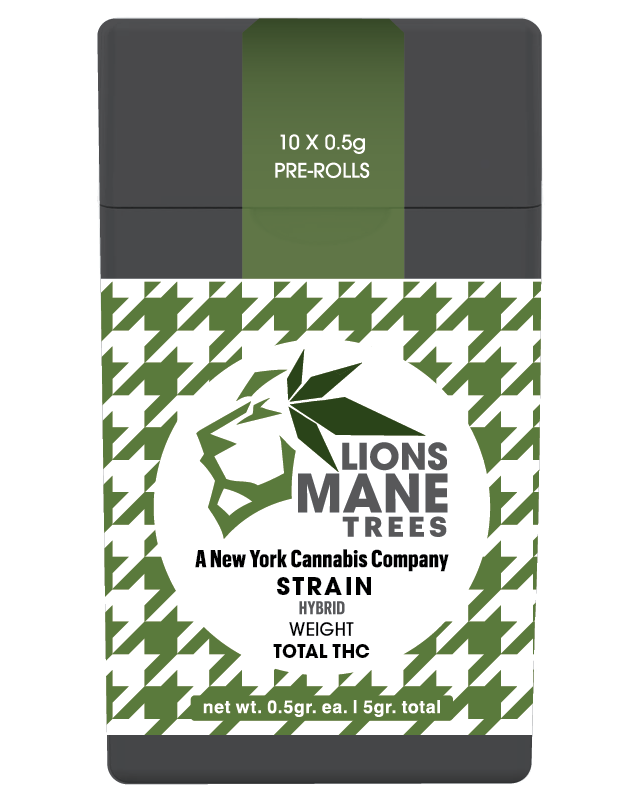 10 X 0.5g
PRE-ROLLS
LIONS
MANE
TREES
A New York Cannabis Company
STRAIN
HYBRID
WEIGHT
TOTAL THC
net wt. 0.5gr. ea. | 5gr. total